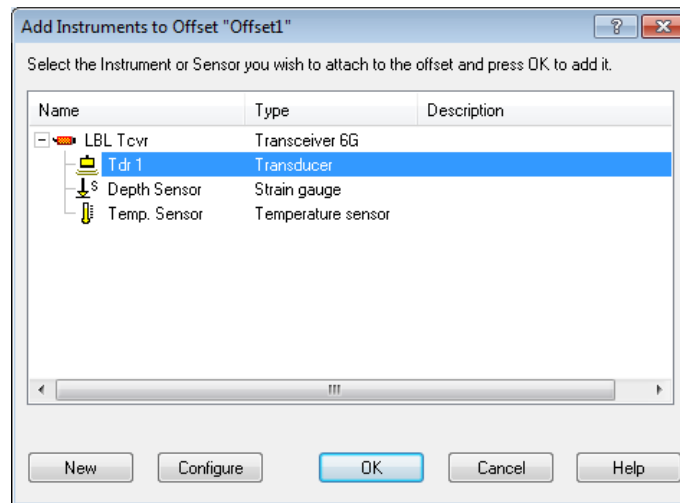 Add Instruments to Offset "Offset1"
Select the Instrument or Sensor you wish to attach to the offset and press OK to add it.
Name Type Description
LBL Tcvr Transceiver 6G
Tdr 1 Transducer
S Depth Sensor Strain gauge
Temp. Sensor Temperature sensor
New Configure OK Cancel Help